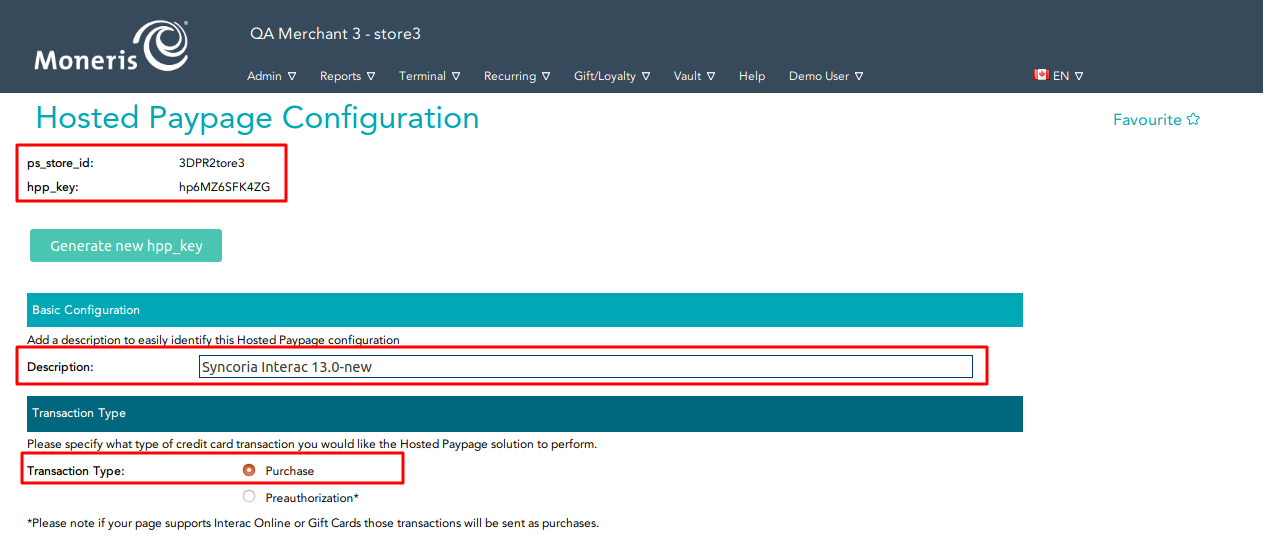 Moneris
QA Merchant 3 - store3
Admin Reports Terminal Recurring Gift/Loyalty Vault Help Demo User EN
Hosted Paypage Configuration
Favourite
ps_store_id: 3DPR2tore3
hpp_key: hp6MZ6SFK4ZG
Generate new hpp_key
Basic Configuration
Add a description to easily identify this Hosted Paypage configuration
Description: Syncoria Interac 13.0-new
Transaction Type
Please specify what type of credit card transaction you would like the Hosted Paypage solution to perform.
Transaction Type: Purchase
Preauthorization*
*Please note if your page supports Interac Online or Gift Cards those transactions will be sent as purchases.